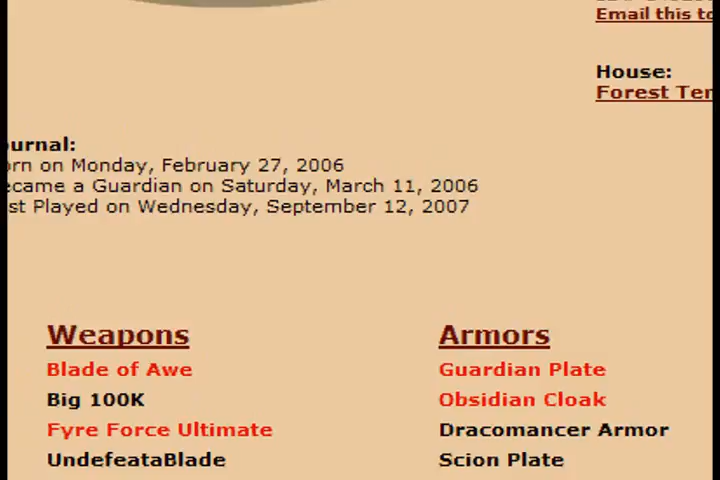 Email this to
House:
Forest Ter
ournal:
orn on Monday, February 27, 2006
ecame a Guardian on Saturday, March 11, 2006
st Played on Wednesday, September 12, 2007
Weapons
Armors
Blade of Awe
Guardian Plate
Big 100K
Obsidian Cloak
Fyre Force Ultimate
Dracomancer Armor
UndefeataBlade
Scion Plate